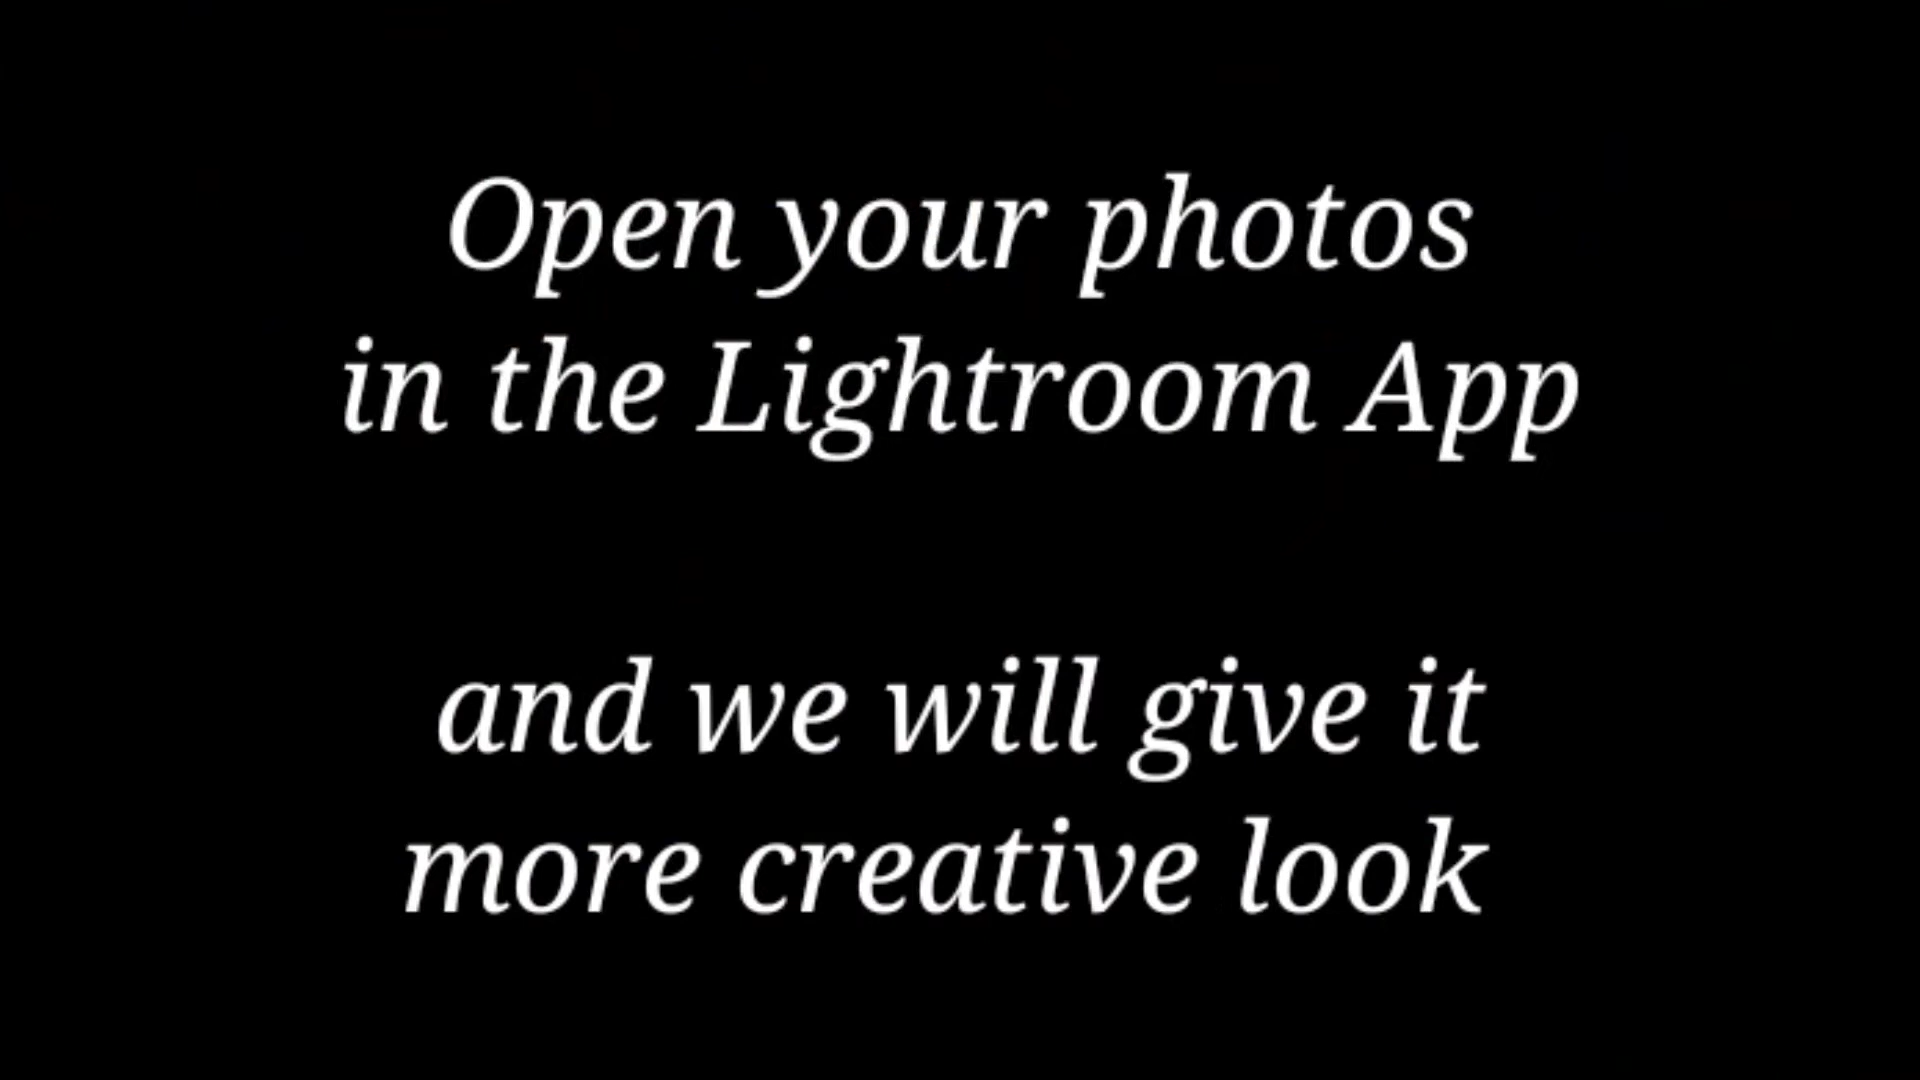 Open your photos
in the Lightroom App
and we will give it
more creative look